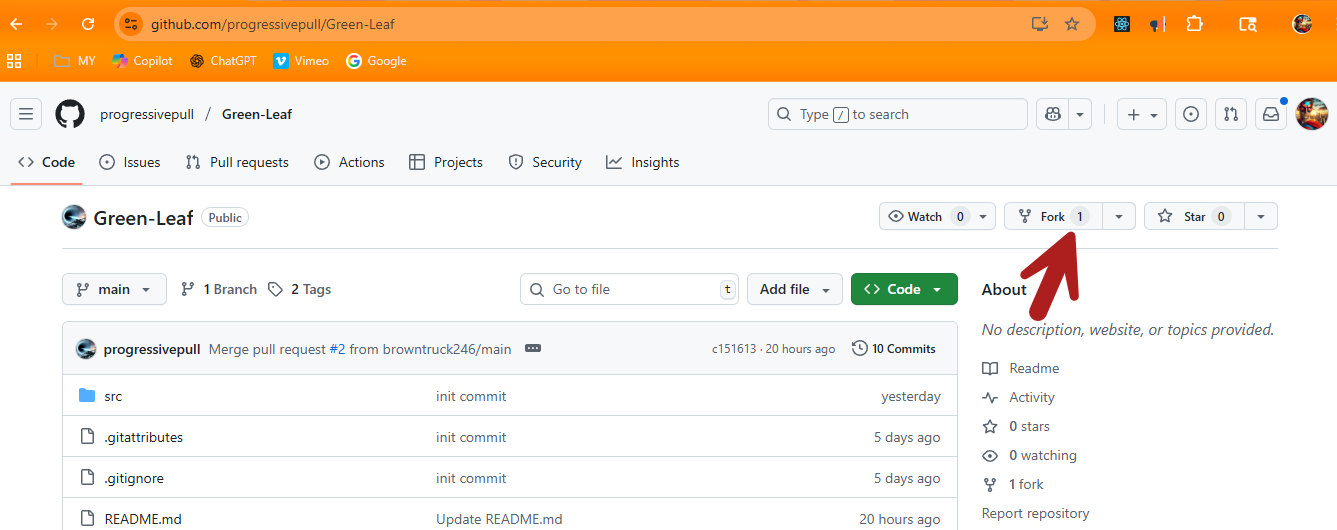 github.com/progressivepull/Green-Leaf
MY Copilot ChatGPT Vimeo Google
progressivepull / Green-Leaf Type / to search
Code Issues Pull requests Actions Projects Security Insights
Green-Leaf Public Watch 0 Fork 1 Star 0
main 1 Branch 2 Tags Go to file t Add file Code
About
No description, website, or topics provided.
progressivepull Merge pull request #2 from browntruck246/main c151613 · 20 hours ago 10 Commits
src init commit yesterday
.gitattributes init commit 5 days ago
.gitignore init commit 5 days ago
README.md Update README.md 20 hours ago
Readme
Activity
0 stars
0 watching
1 fork
Report repository